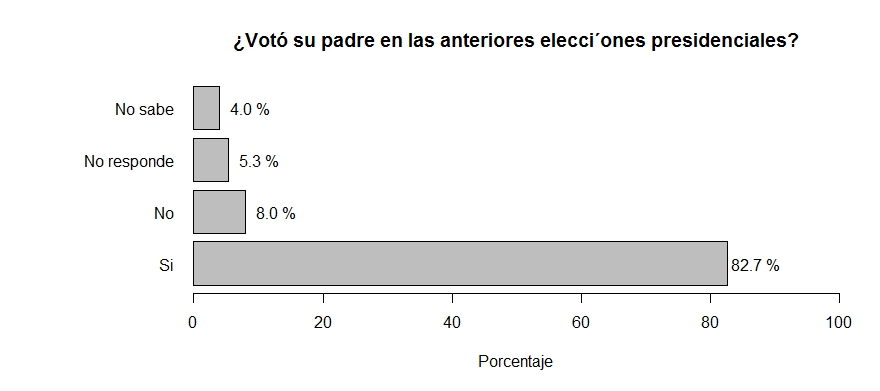 ¿Votó su padre en las anteriores elecci´ones presidenciales?
No sabe 4.0 %
No responde 5.3 %
No 8.0 %
Si 82.7 %
0 20 40 60 80 100
Porcentaje